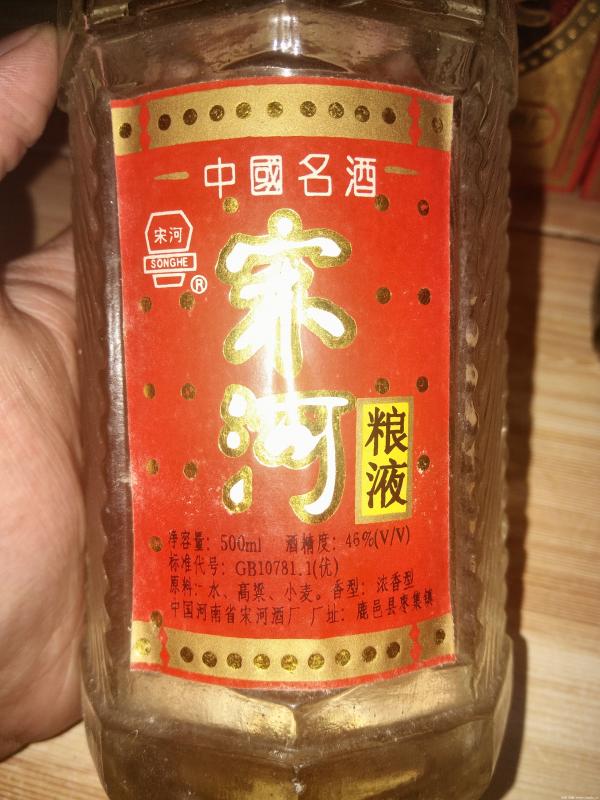 中國名酒
宋河
SONGHE
®
宋河
粮液
净容量：500ml 酒精度：46%(V/V)
标准代号：GB10781.1(优)
原料：水、高粱、小麦。香型：浓香型
中国河南省宋河酒厂 厂址：鹿邑县枣集镇